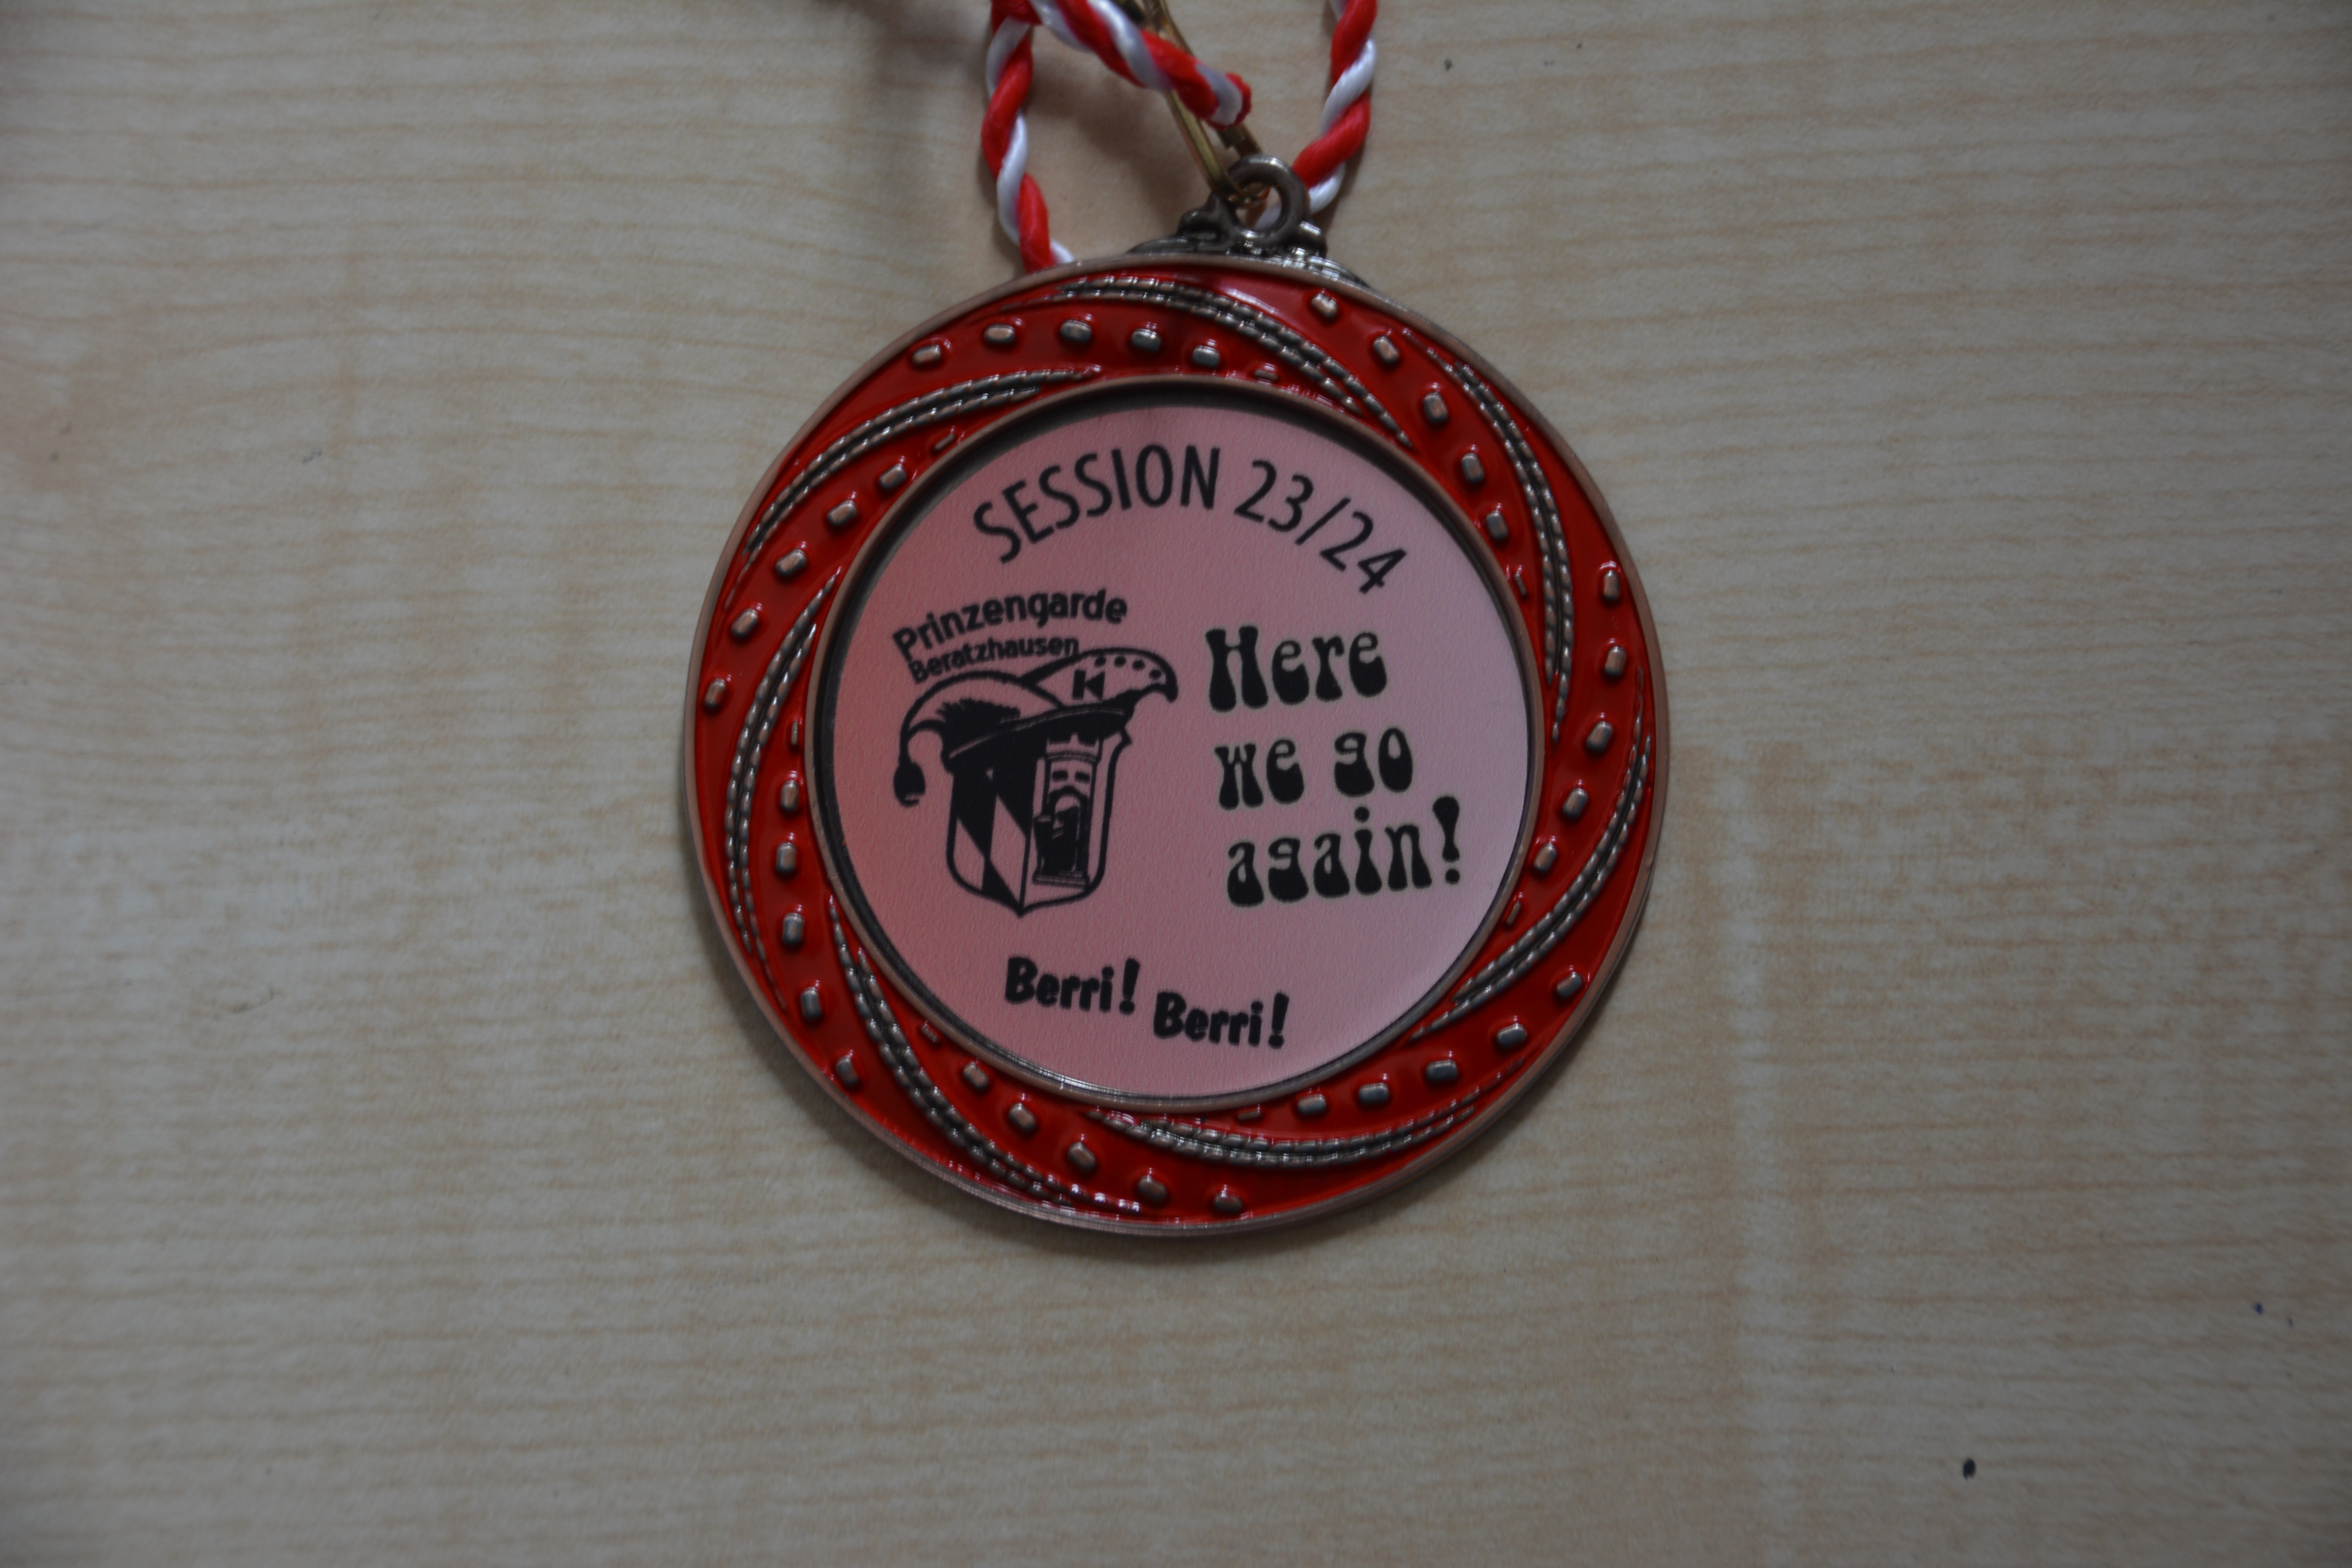 SESSION 23/24
Prinzengarde
Beratzhausen
Here
we go
again!
Berri! Berri!